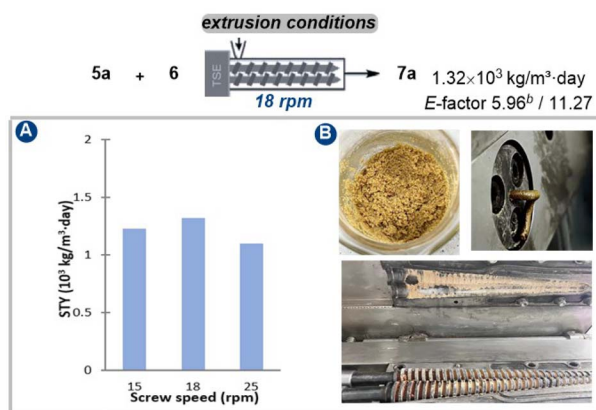 extrusion conditions
5a + 6 TSE 7a 1.32×10³ kg/m³·day
18 rpm E-factor 5.96ᵇ / 11.27
A
B
2
1.5
1
0.5
0
STY (10³ kg/m³·day)
15 18 25
Screw speed (rpm)